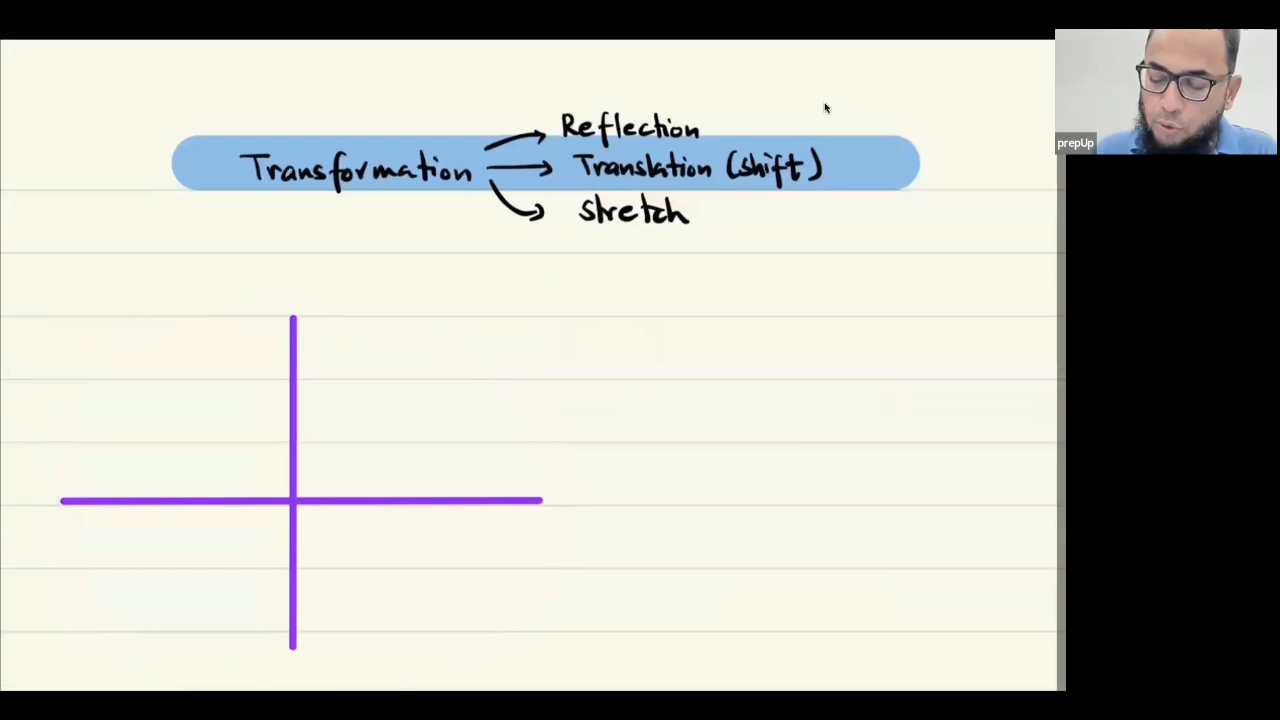 Reflection
Transformation → Translation (shift)
stretch
prepUp